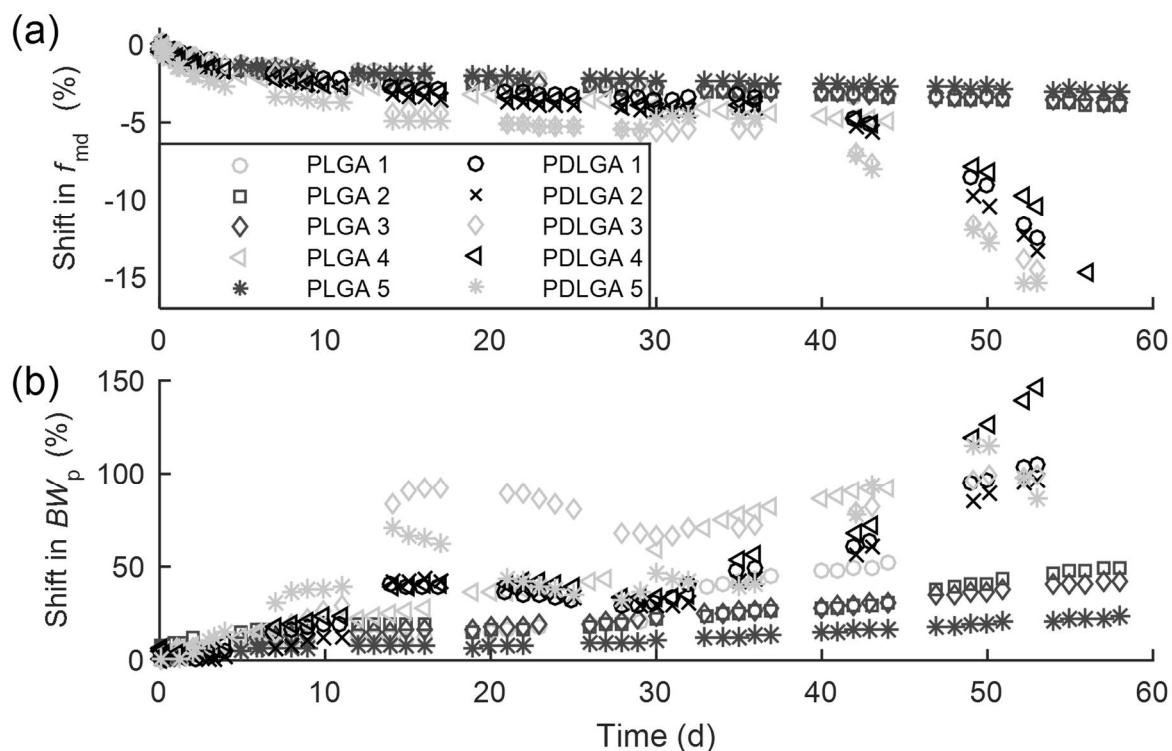 (a)
Shift in f_md (%)
0
-5
-10
-15
PLGA 1 PDLGA 1
PLGA 2 PDLGA 2
PLGA 3 PDLGA 3
PLGA 4 PDLGA 4
PLGA 5 PDLGA 5
0 10 20 30 40 50 60
(b)
Shift in BW_p (%)
150
100
50
0
0 10 20 30 40 50 60
Time (d)